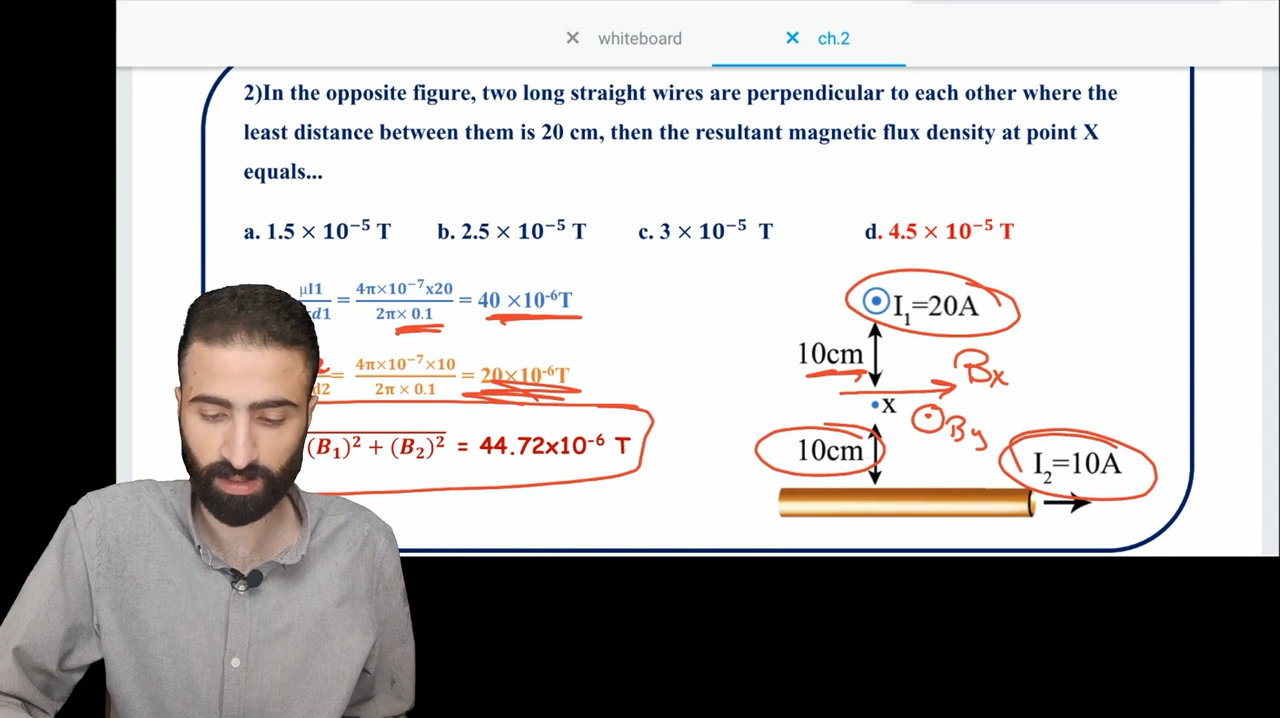 whiteboard
ch.2
2)In the opposite figure, two long straight wires are perpendicular to each other where the
least distance between them is 20 cm, then the resultant magnetic flux density at point X
equals...
a. 1.5 × 10⁻⁵ T b. 2.5 × 10⁻⁵ T c. 3 × 10⁻⁵ T d. 4.5 × 10⁻⁵ T
μI1 = 4π×10⁻⁷x20 / 2π× 0.1 = 40 ×10⁻⁶T
d1
= 4π×10⁻⁷×10 / 2π × 0.1 = 20×10⁻⁶T
d2
(B₁)² + (B₂)² = 44.72x10⁻⁶ T
I₁=20A
10cm
Bx
x
By
10cm
I₂=10A